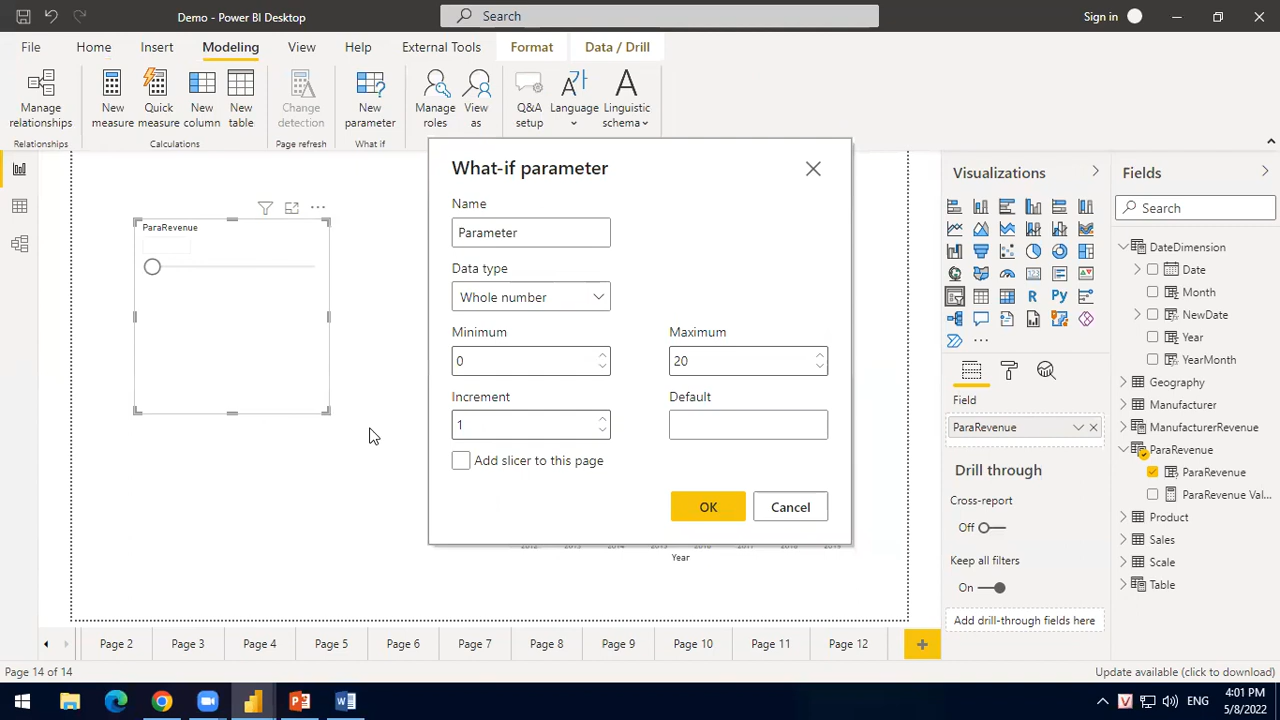 Demo - Power BI Desktop
Search
Sign in
File
Home
Insert
Modeling
View
Help
External Tools
Format
Data / Drill
Manage relationships
New measure
Quick measure
New column
New table
Change detection
New parameter
Manage roles
View as
Q&A setup
Language
Linguistic schema
Relationships
Calculations
Page refresh
What if
What-if parameter
Name
Parameter
Data type
Whole number
Minimum
Maximum
0
20
Increment
Default
1
Add slicer to this page
OK
Cancel
ParaRevenue
Year
Visualizations
Field
ParaRevenue
Drill through
Cross-report
Off
Keep all filters
On
Add drill-through fields here
Fields
Search
DateDimension
Date
Month
NewDate
Year
YearMonth
Geography
Manufacturer
ManufacturerRevenue
ParaRevenue
ParaRevenue
ParaRevenue Val...
Product
Sales
Scale
Table
Page 2
Page 3
Page 4
Page 5
Page 6
Page 7
Page 8
Page 9
Page 10
Page 11
Page 12
Page 14 of 14
Update available (click to download)
ENG
4:01 PM
5/8/2022